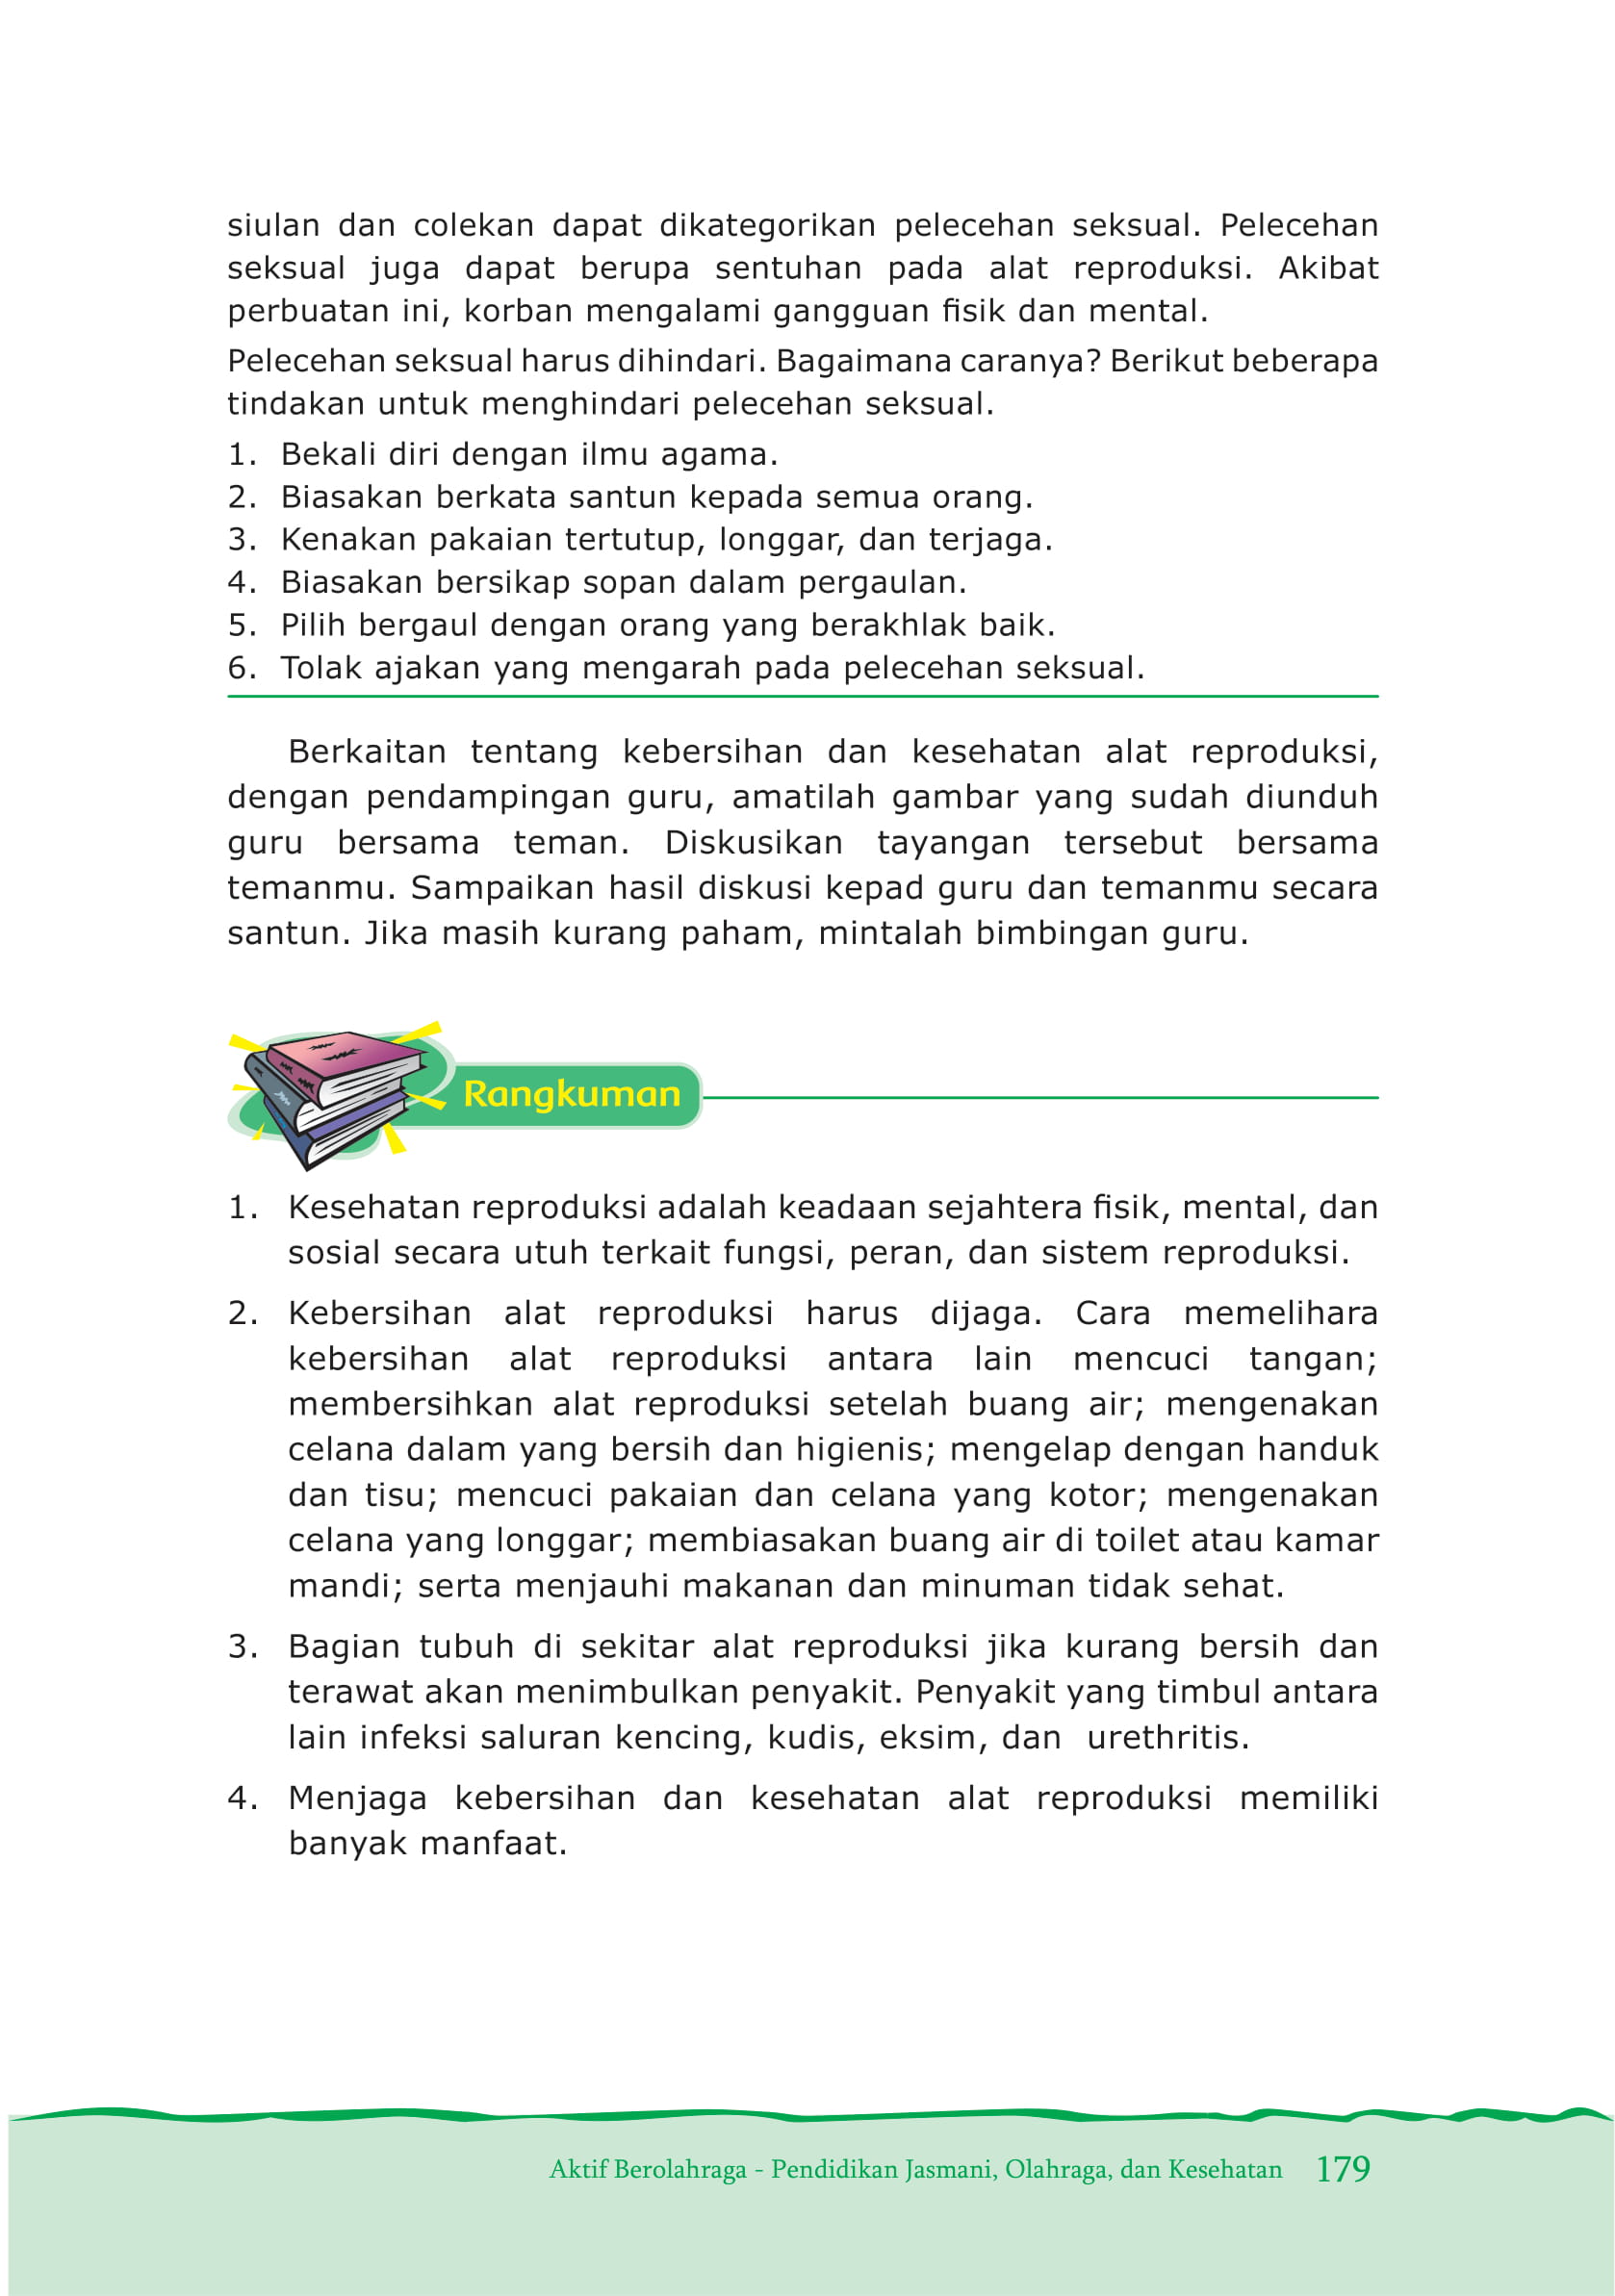 siulan dan colekan dapat dikategorikan pelecehan seksual. Pelecehan
seksual juga dapat berupa sentuhan pada alat reproduksi. Akibat
perbuatan ini, korban mengalami gangguan fisik dan mental.
Pelecehan seksual harus dihindari. Bagaimana caranya? Berikut beberapa
tindakan untuk menghindari pelecehan seksual.
1. Bekali diri dengan ilmu agama.
2. Biasakan berkata santun kepada semua orang.
3. Kenakan pakaian tertutup, longgar, dan terjaga.
4. Biasakan bersikap sopan dalam pergaulan.
5. Pilih bergaul dengan orang yang berakhlak baik.
6. Tolak ajakan yang mengarah pada pelecehan seksual.
Berkaitan tentang kebersihan dan kesehatan alat reproduksi,
dengan pendampingan guru, amatilah gambar yang sudah diunduh
guru bersama teman. Diskusikan tayangan tersebut bersama
temanmu. Sampaikan hasil diskusi kepad guru dan temanmu secara
santun. Jika masih kurang paham, mintalah bimbingan guru.
Rangkuman
1. Kesehatan reproduksi adalah keadaan sejahtera fisik, mental, dan
sosial secara utuh terkait fungsi, peran, dan sistem reproduksi.
2. Kebersihan alat reproduksi harus dijaga. Cara memelihara
kebersihan alat reproduksi antara lain mencuci tangan;
membersihkan alat reproduksi setelah buang air; mengenakan
celana dalam yang bersih dan higienis; mengelap dengan handuk
dan tisu; mencuci pakaian dan celana yang kotor; mengenakan
celana yang longgar; membiasakan buang air di toilet atau kamar
mandi; serta menjauhi makanan dan minuman tidak sehat.
3. Bagian tubuh di sekitar alat reproduksi jika kurang bersih dan
terawat akan menimbulkan penyakit. Penyakit yang timbul antara
lain infeksi saluran kencing, kudis, eksim, dan urethritis.
4. Menjaga kebersihan dan kesehatan alat reproduksi memiliki
banyak manfaat.
Aktif Berolahraga - Pendidikan Jasmani, Olahraga, dan Kesehatan 179